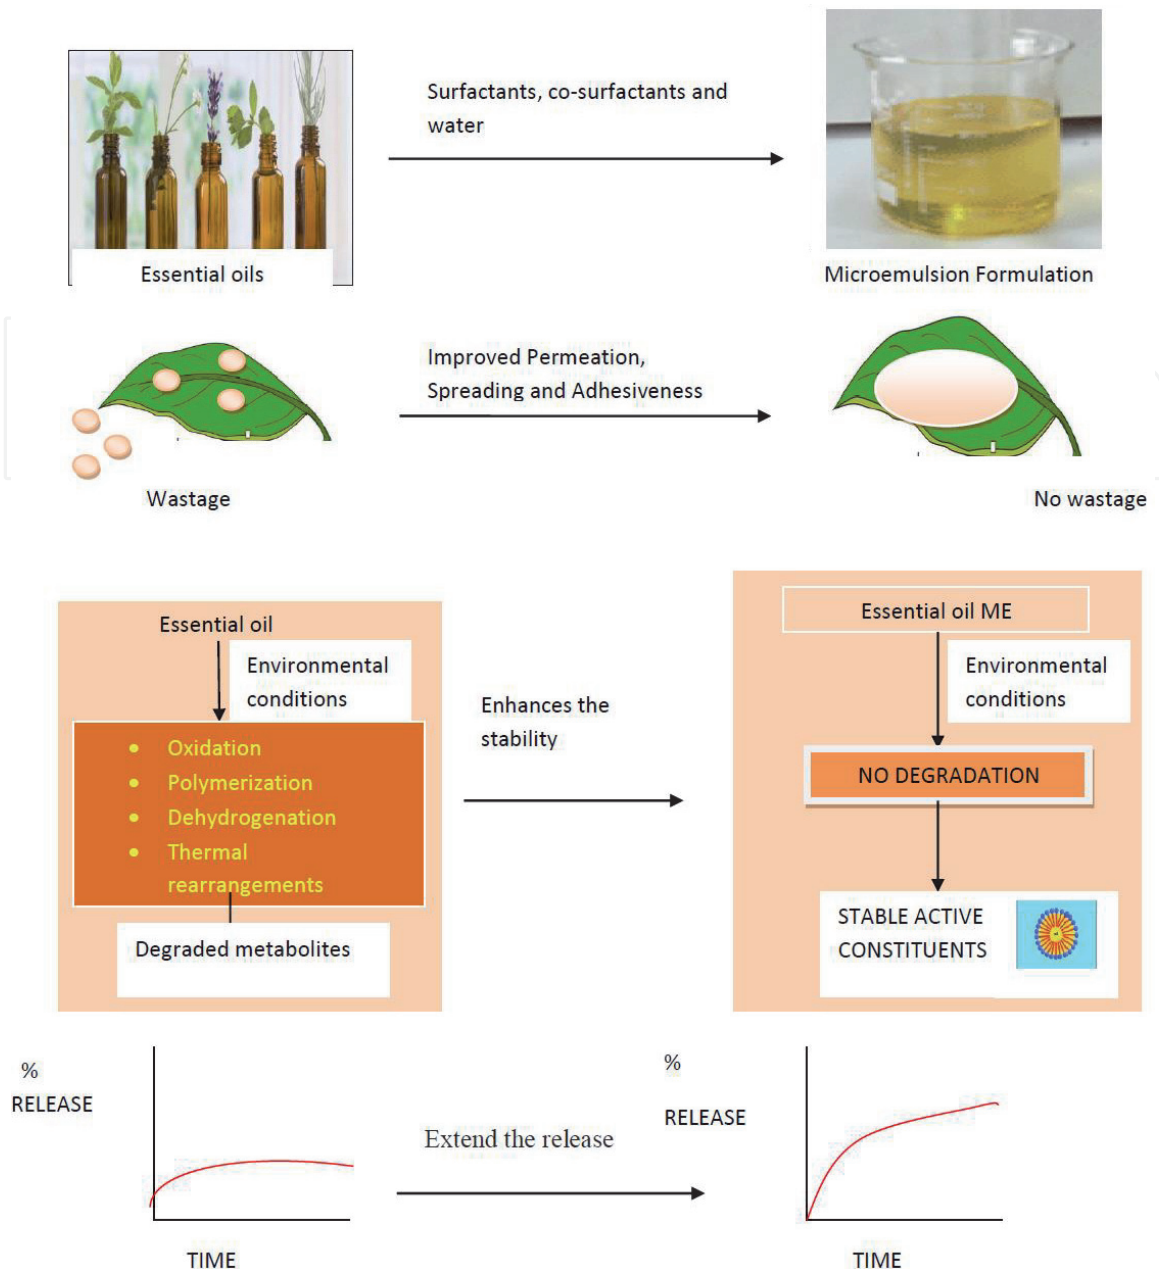 Surfactants, co-surfactants and
water
Essential oils
Microemulsion Formulation
Improved Permeation,
Spreading and Adhesiveness
Wastage
No wastage
Essential oil
Environmental
conditions
• Oxidation
• Polymerization
• Dehydrogenation
• Thermal
rearrangements
Degraded metabolites
Enhances the
stability
Essential oil ME
Environmental
conditions
NO DEGRADATION
STABLE ACTIVE
CONSTITUENTS
%
RELEASE
TIME
Extend the release
%
RELEASE
TIME